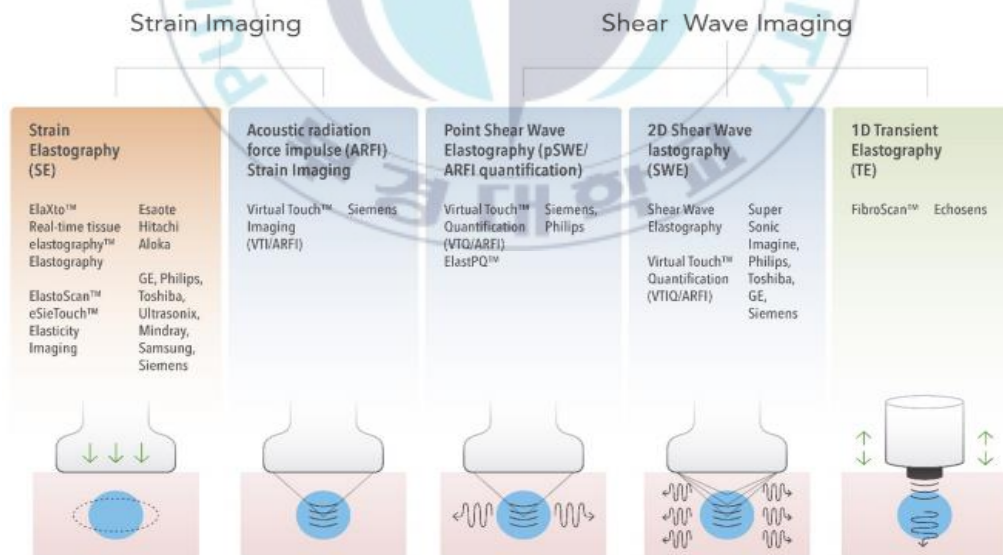 Strain Imaging
Shear Wave Imaging
Strain
Elastography
(SE)
ElaXto™
Real-time tissue
elastography™
Elastography
ElastoScan™
eSieTouch™
Elasticity
Imaging
Esaote
Hitachi
Aloka
GE, Philips,
Toshiba,
Ultrasonix,
Mindray,
Samsung,
Siemens
Acoustic radiation
force impulse (ARFI)
Strain Imaging
Virtual Touch™
Imaging
(VTI/ARFI)
Siemens
Point Shear Wave
Elastography (pSWE/
ARFI quantification)
Virtual Touch™
Quantification
(VTQ/ARFI)
ElastPQ™
Siemens,
Philips
2D Shear Wave
lastography
(SWE)
Shear Wave
Elastography
Virtual Touch™
Quantification
(VTIQ/ARFI)
Super
Sonic
Imagine,
Philips,
Toshiba,
GE,
Siemens
1D Transient
Elastography
(TE)
FibroScan™
Echosens